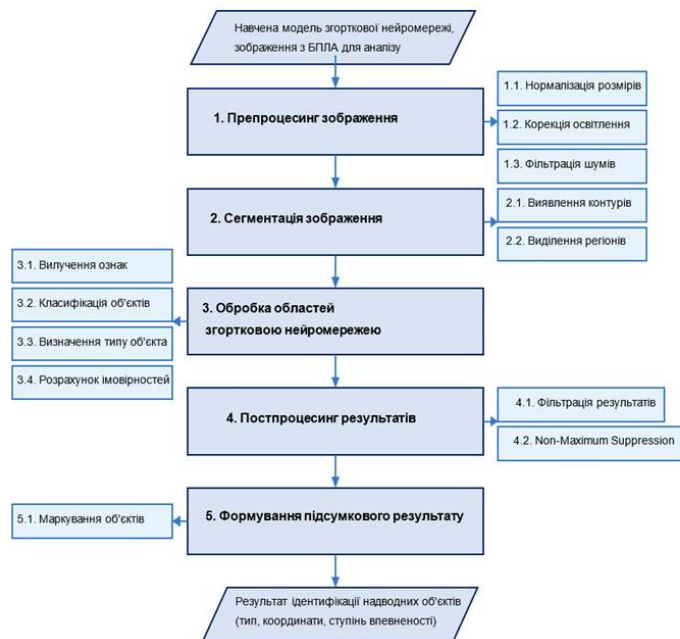 Навчена модель згорткової нейромережі,
зображення з БПЛА для аналізу
1. Препроцесинг зображення
1.1. Нормалізація розмірів
1.2. Корекція освітлення
1.3. Фільтрація шумів
2. Сегментація зображення
2.1. Виявлення контурів
2.2. Виділення регіонів
3. Обробка областей
згортковою нейромережею
3.1. Вилучення ознак
3.2. Класифікація об'єктів
3.3. Визначення типу об'єкта
3.4. Розрахунок імовірностей
4. Постпроцесинг результатів
4.1. Фільтрація результатів
4.2. Non-Maximum Suppression
5. Формування підсумкового результату
5.1. Маркування об'єктів
Результат ідентифікації надводних об'єктів
(тип, координати, ступінь впевненості)